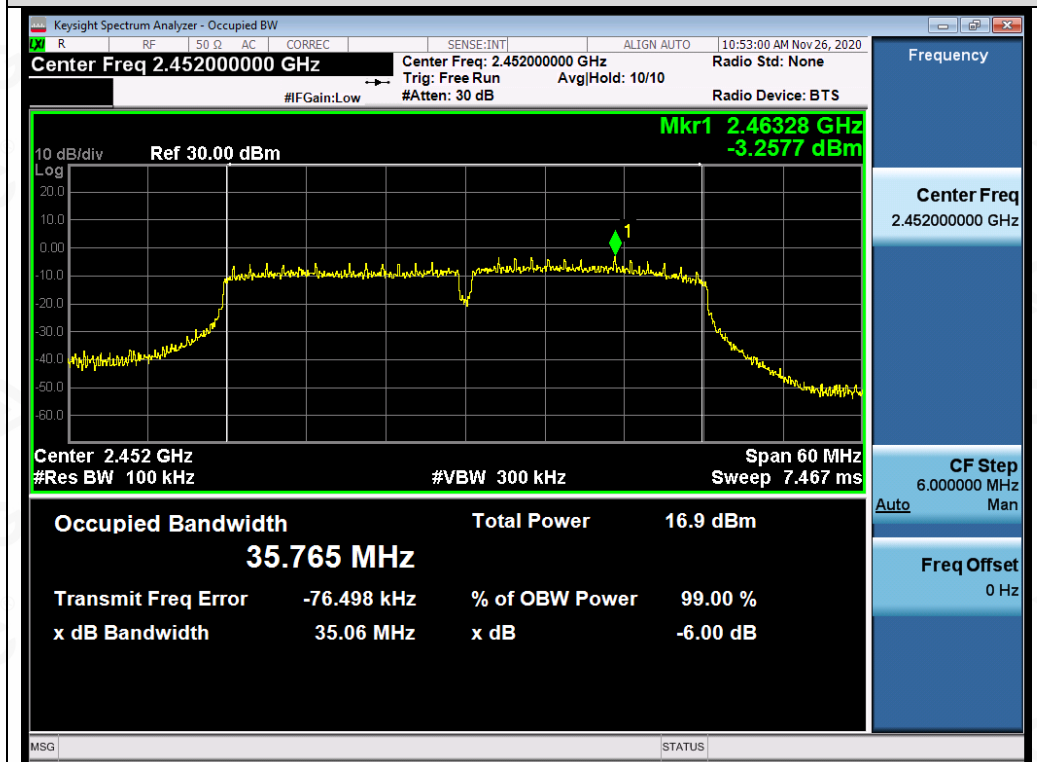 Keysight Spectrum Analyzer - Occupied BW
LXI R RF 50 Ω AC CORREC SENSE:INT ALIGN AUTO 10:53:00 AM Nov 26, 2020
Center Freq 2.452000000 GHz
Center Freq: 2.452000000 GHz
Radio Std: None
Trig: Free Run Avg|Hold: 10/10
#IFGain:Low
#Atten: 30 dB
Radio Device: BTS
Mkr1 2.46328 GHz
-3.2577 dBm
10 dB/div Ref 30.00 dBm
Log
20.0
10.0
0.00
-10.0
-20.0
-30.0
-40.0
-50.0
-60.0
1
Center 2.452 GHz
Span 60 MHz
#Res BW 100 kHz
#VBW 300 kHz
Sweep 7.467 ms
Occupied Bandwidth
Total Power 16.9 dBm
35.765 MHz
Transmit Freq Error -76.498 kHz
% of OBW Power 99.00 %
x dB Bandwidth 35.06 MHz
x dB -6.00 dB
Frequency
Center Freq
2.452000000 GHz
CF Step
6.000000 MHz
Auto Man
Freq Offset
0 Hz
MSG
STATUS